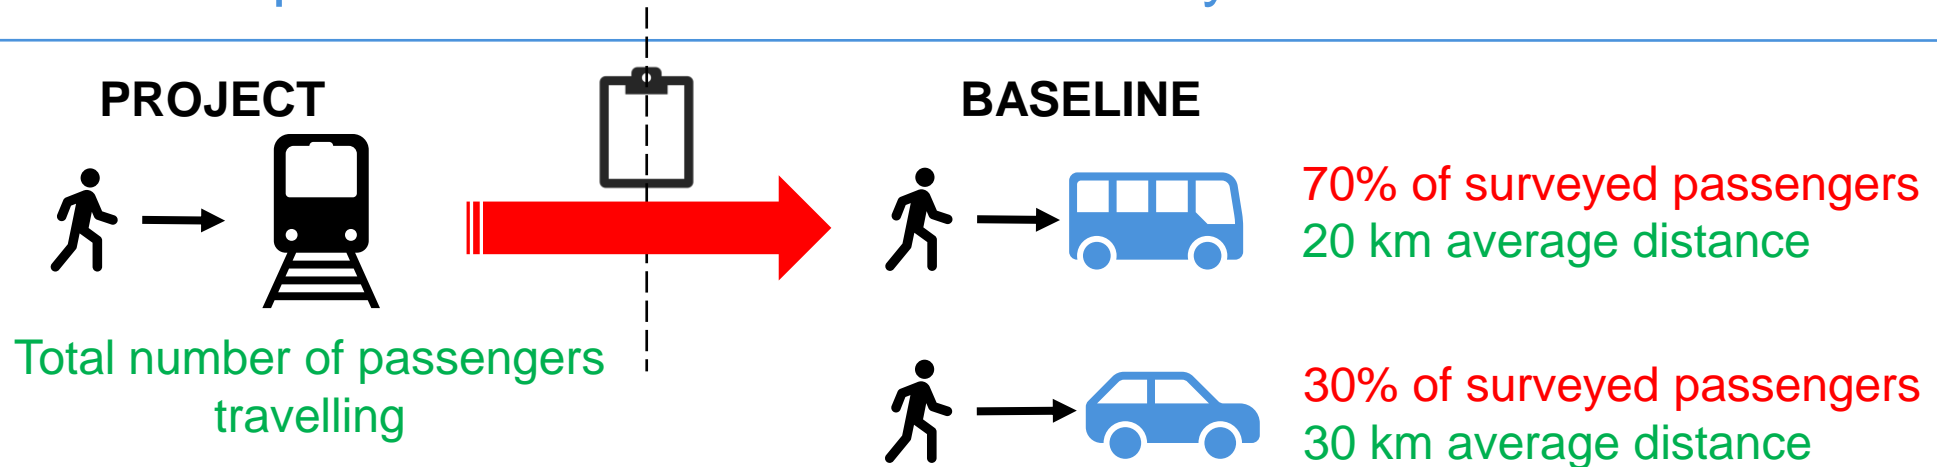 PROJECT
BASELINE
70% of surveyed passengers
20 km average distance
Total number of passengers
travelling
30% of surveyed passengers
30 km average distance